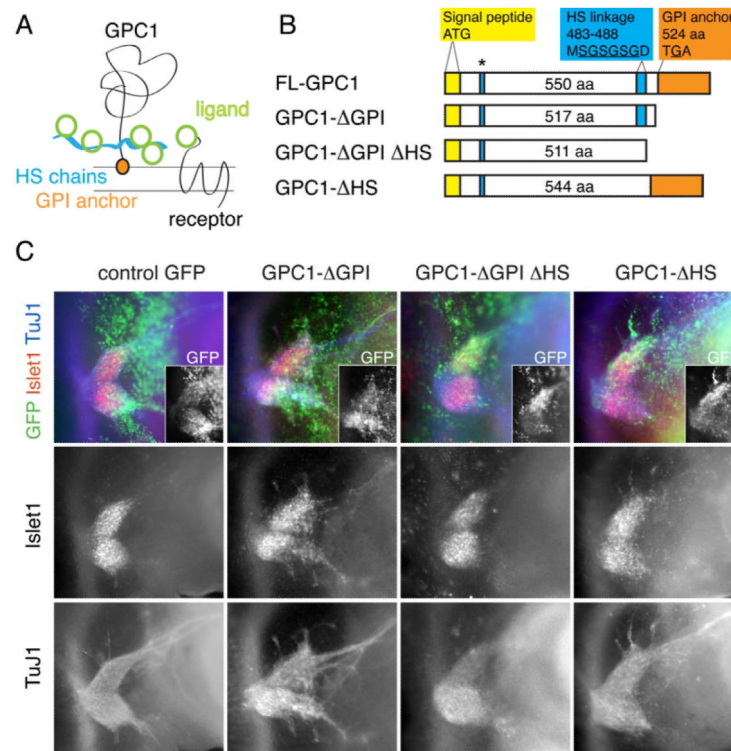 A
GPC1
ligand
HS chains
GPI anchor
receptor
B
Signal peptide
ATG
HS linkage
483-488
MSGSGSGD
GPI anchor
524 aa
TGA
*
FL-GPC1
550 aa
GPC1-ΔGPI
517 aa
GPC1-ΔGPI ΔHS
511 aa
GPC1-ΔHS
544 aa
C
control GFP
GPC1-ΔGPI
GPC1-ΔGPI ΔHS
GPC1-ΔHS
GFP Islet1 TuJ1
GFP
GFP
GFP
GFP
Islet1
TuJ1